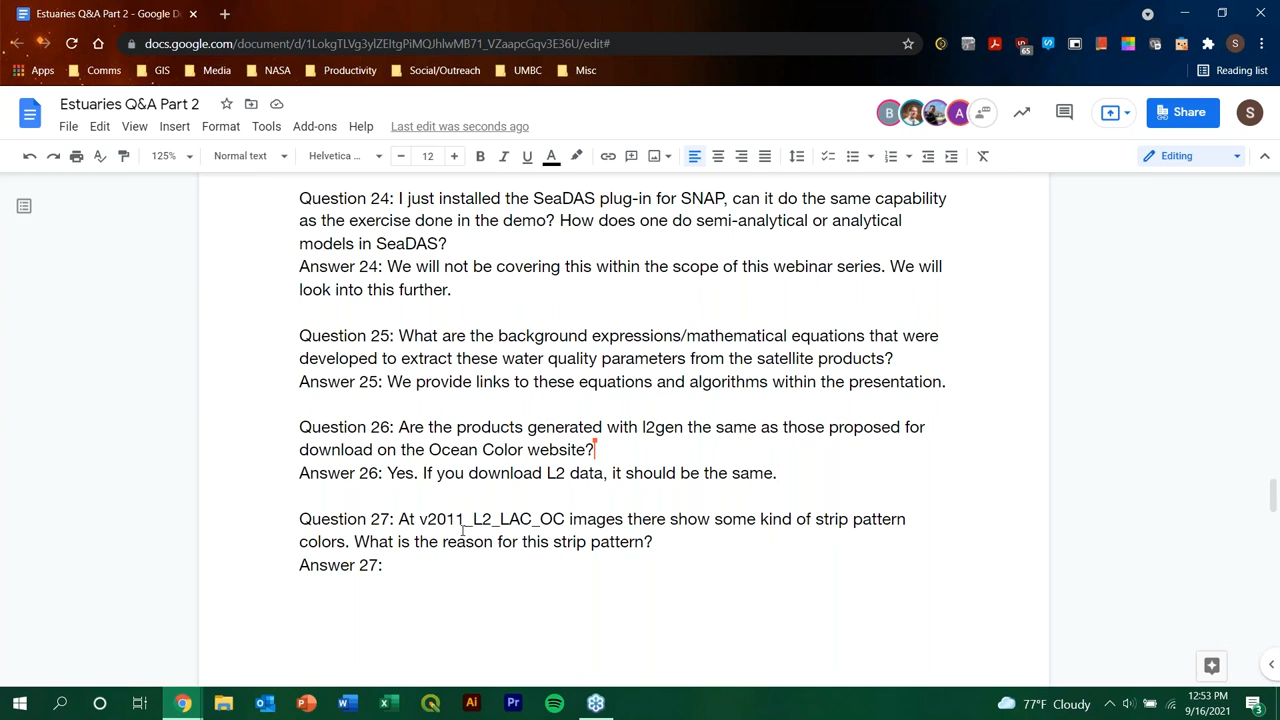 Estuaries Q&A Part 2 - Google D
docs.google.com/document/d/1LokgTLVg3ylZEItgPiMQJhlwMB71_VZaapcGqv3E36U/edit#
65
S
Apps
Comms
GIS
Media
NASA
Productivity
Social/Outreach
UMBC
Misc
Reading list
Estuaries Q&A Part 2
B
A
Share
S
File
Edit
View
Insert
Format
Tools
Add-ons
Help
Last edit was seconds ago
125%
Normal text
Helvetica ...
12
B
I
U
A
Editing
Question 24: I just installed the SeaDAS plug-in for SNAP, can it do the same capability
as the exercise done in the demo? How does one do semi-analytical or analytical
models in SeaDAS?
Answer 24: We will not be covering this within the scope of this webinar series. We will
look into this further.
Question 25: What are the background expressions/mathematical equations that were
developed to extract these water quality parameters from the satellite products?
Answer 25: We provide links to these equations and algorithms within the presentation.
Question 26: Are the products generated with l2gen the same as those proposed for
download on the Ocean Color website?
Answer 26: Yes. If you download L2 data, it should be the same.
Question 27: At v2011_L2_LAC_OC images there show some kind of strip pattern
colors. What is the reason for this strip pattern?
Answer 27:
Ai
Pr
77°F Cloudy
12:53 PM
9/16/2021
3